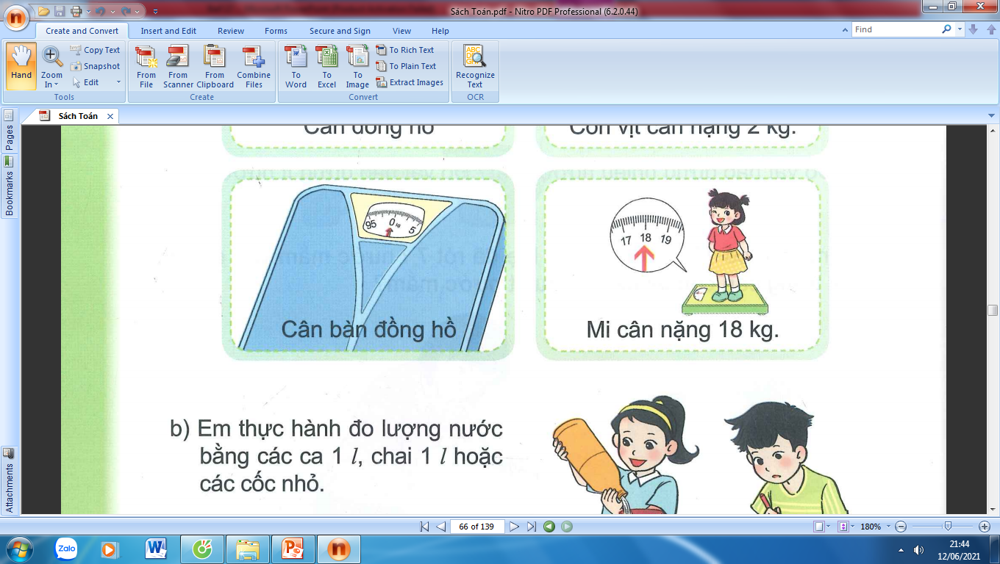 Sách Toán.pdf - Nitro PDF Professional (6.2.0.44)
Create and Convert Insert and Edit Review Forms Secure and Sign View Help Find
Hand
Zoom In
Copy Text
Snapshot
Edit
Tools
From File
From Scanner
From Clipboard
Combine Files
Create
To Word
To Excel
To Image
To Rich Text
To Plain Text
Extract Images
Convert
Recognize Text
OCR
Sách Toán
Pages
Bookmarks
Attachments
Cân đồng hồ
Con vịt cân nặng 2 kg.
95 0 kg 5
Cân bàn đồng hồ
17 18 19
Mi cân nặng 18 kg.
b) Em thực hành đo lượng nước
bằng các ca 1 l, chai 1 l hoặc
các cốc nhỏ.
66 of 139
180%
Zalo
21:44
12/06/2021